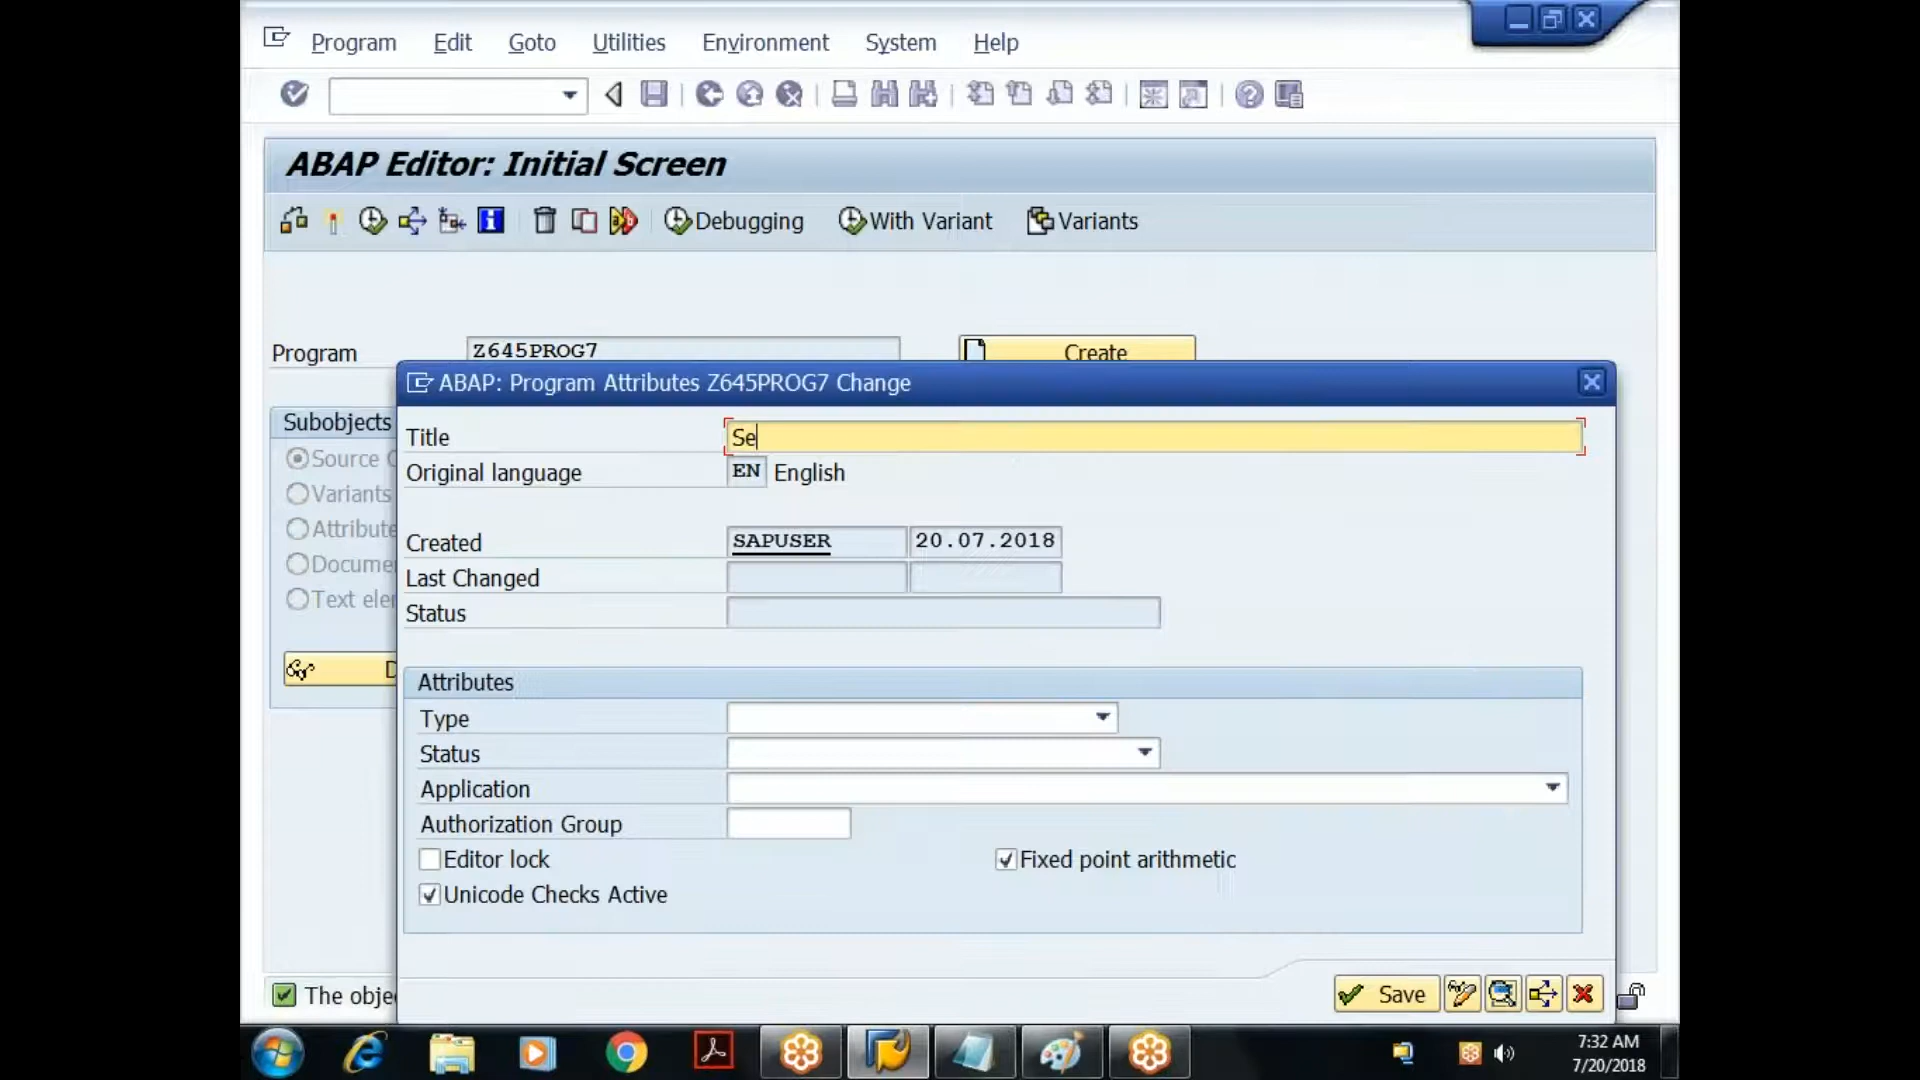 Program Edit Goto Utilities Environment System Help
ABAP Editor: Initial Screen
Debugging With Variant Variants
Program Z645PROG7 Create
ABAP: Program Attributes Z645PROG7 Change
Subobjects
Title Se
Original language EN English
Source
Variants
Created SAPUSER 20.07.2018
Last Changed
Status
Attributes
Type
Status
Application
Authorization Group
Editor lock Fixed point arithmetic
Unicode Checks Active
The
Save
7:32 AM
7/20/2018